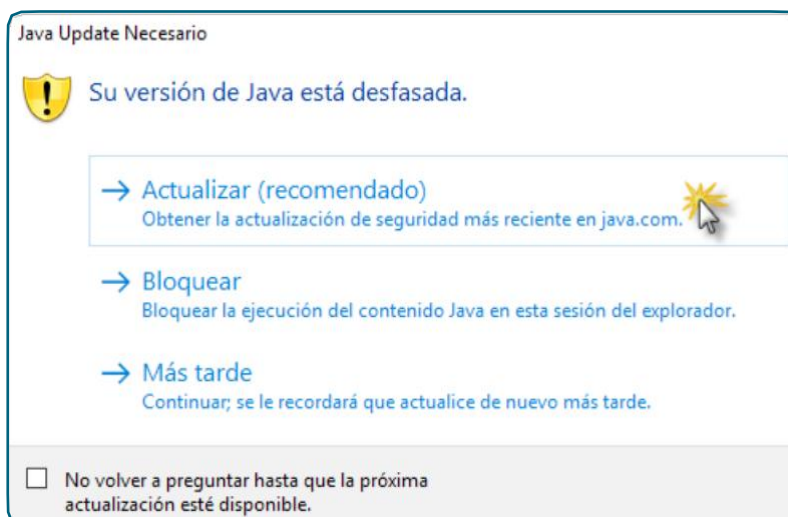 Java Update Necesario
Su versión de Java está desfasada.
Actualizar (recomendado)
Obtener la actualización de seguridad más reciente en java.com.
Bloquear
Bloquear la ejecución del contenido Java en esta sesión del explorador.
Más tarde
Continuar; se le recordará que actualice de nuevo más tarde.
No volver a preguntar hasta que la próxima
actualización esté disponible.